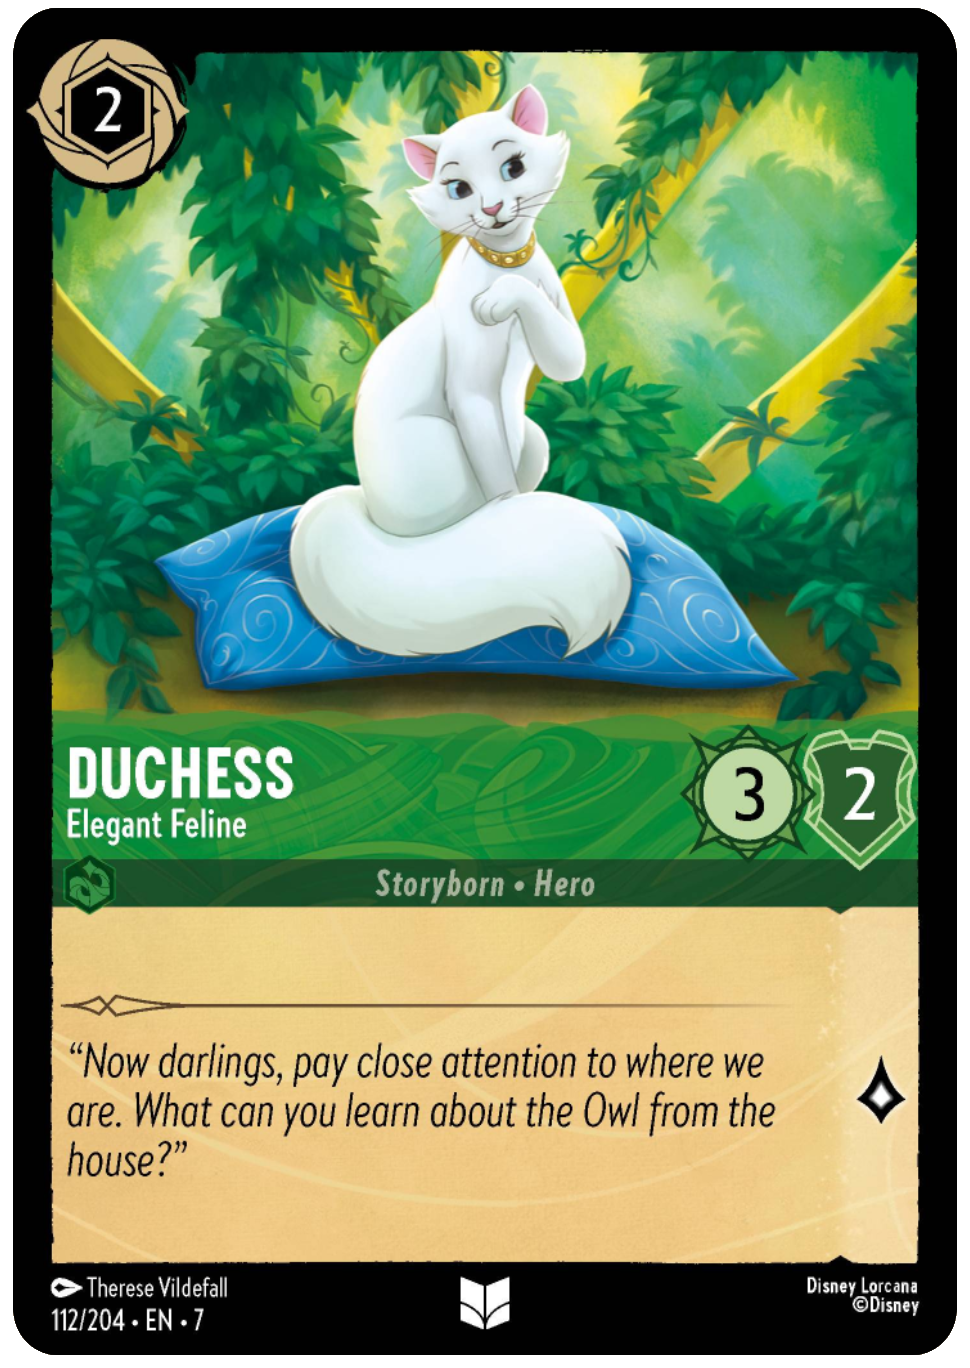 2
DUCHESS
Elegant Feline
3
2
Storyborn • Hero
“Now darlings, pay close attention to where we
are. What can you learn about the Owl from the
house?”
Therese Vildefall
112/204 • EN • 7
Disney Lorcana
©Disney